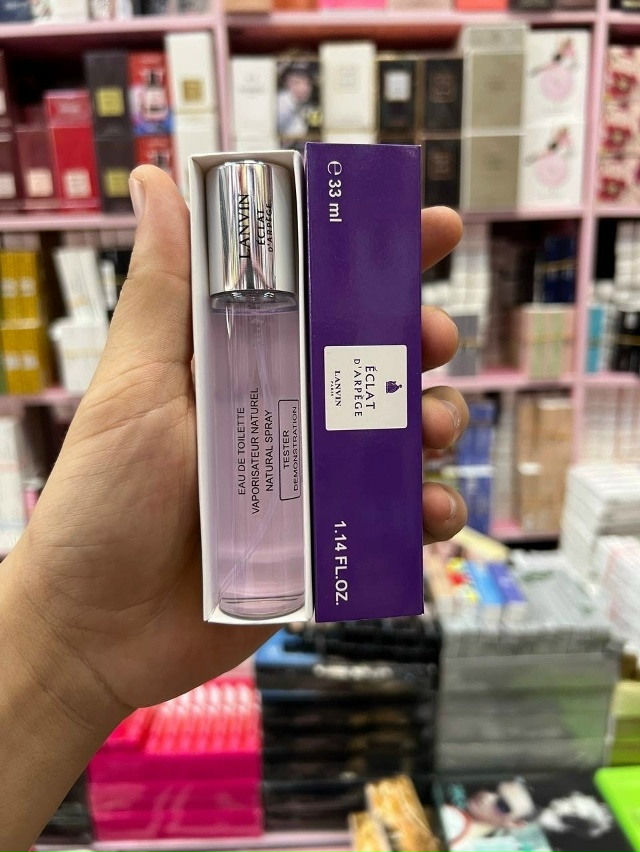 LANVIN
ÉCLAT
D'ARPÈGE
EAU DE TOILETTE
VAPORISATEUR NATUREL
NATURAL SPRAY
TESTER
DEMONSTRATION
℮ 33 ml
ÉCLAT
D'ARPÈGE
LANVIN
PARIS
1.14 FL.OZ.